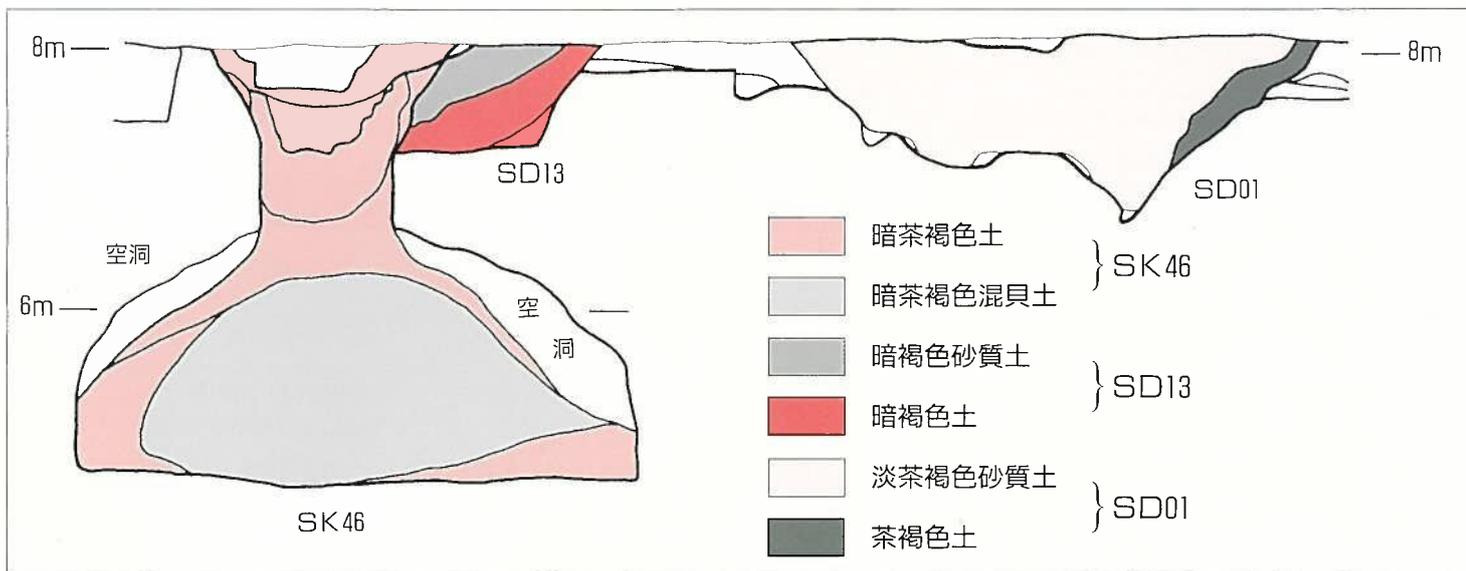 8m
8m
SD13
SD01
空洞
6m
空
洞
SK46
暗茶褐色土
暗茶褐色混貝土
} SK46
暗褐色砂質土
暗褐色土
} SD13
淡茶褐色砂質土
茶褐色土
} SD01